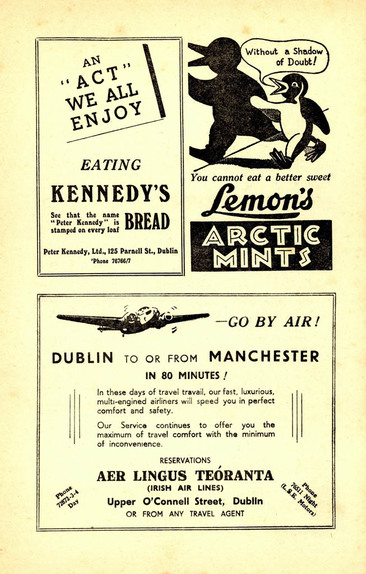 AN
"ACT"
WE ALL
ENJOY
EATING
KENNEDY'S
See that the name
"Peter Kennedy" is
stamped on every loaf
BREAD
Peter Kennedy, Ltd., 125 Parnell St., Dublin
'Phone 76766/7
Without a Shadow
of Doubt!
You cannot eat a better sweet
Lemon's
ARCTIC
MINTS
—GO BY AIR!
DUBLIN TO OR FROM MANCHESTER
IN 80 MINUTES!
In these days of travel travail, our fast, luxurious,
multi-engined airliners will speed you in perfect
comfort and safety.
Our Service continues to offer you the
maximum of travel comfort with the minimum
of inconvenience.
RESERVATIONS
AER LINGUS TEÓRANTA
(IRISH AIR LINES)
Upper O'Connell Street, Dublin
OR FROM ANY TRAVEL AGENT
Phone
Day
Phone
Night
Motors)